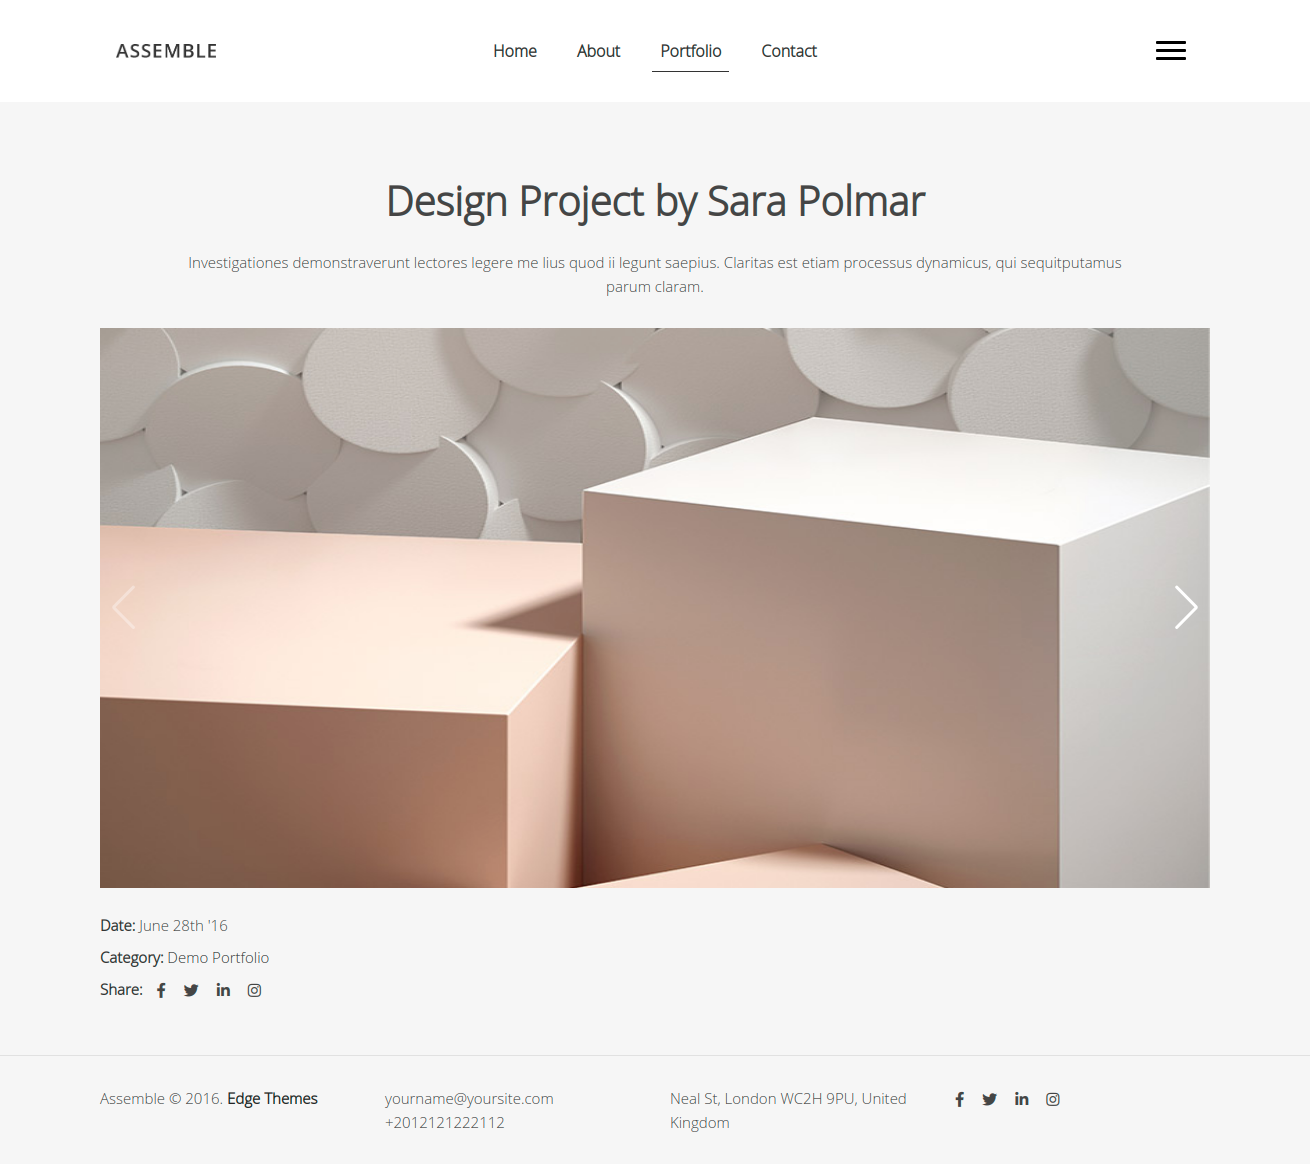 ASSEMBLE
Home About Portfolio Contact
Design Project by Sara Polmar
Investigationes demonstraverunt lectores legere me lius quod ii legunt saepius. Claritas est etiam processus dynamicus, qui sequitputamus
parum claram.
Date: June 28th '16
Category: Demo Portfolio
Share:
Assemble © 2016. Edge Themes
yourname@yoursite.com
+2012121222112
Neal St, London WC2H 9PU, United
Kingdom